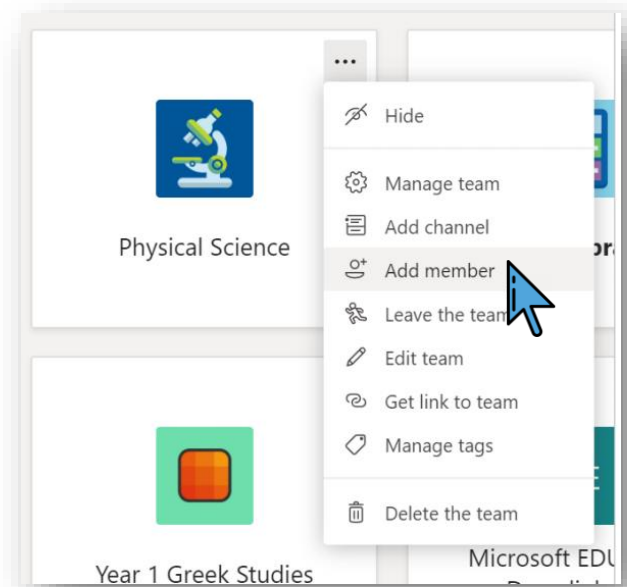 ...
Hide
Manage team
Physical Science
Add channel
Add member
Leave the team
Edit team
Get link to team
Manage tags
Delete the team
Year 1 Greek Studies
Microsoft EDU